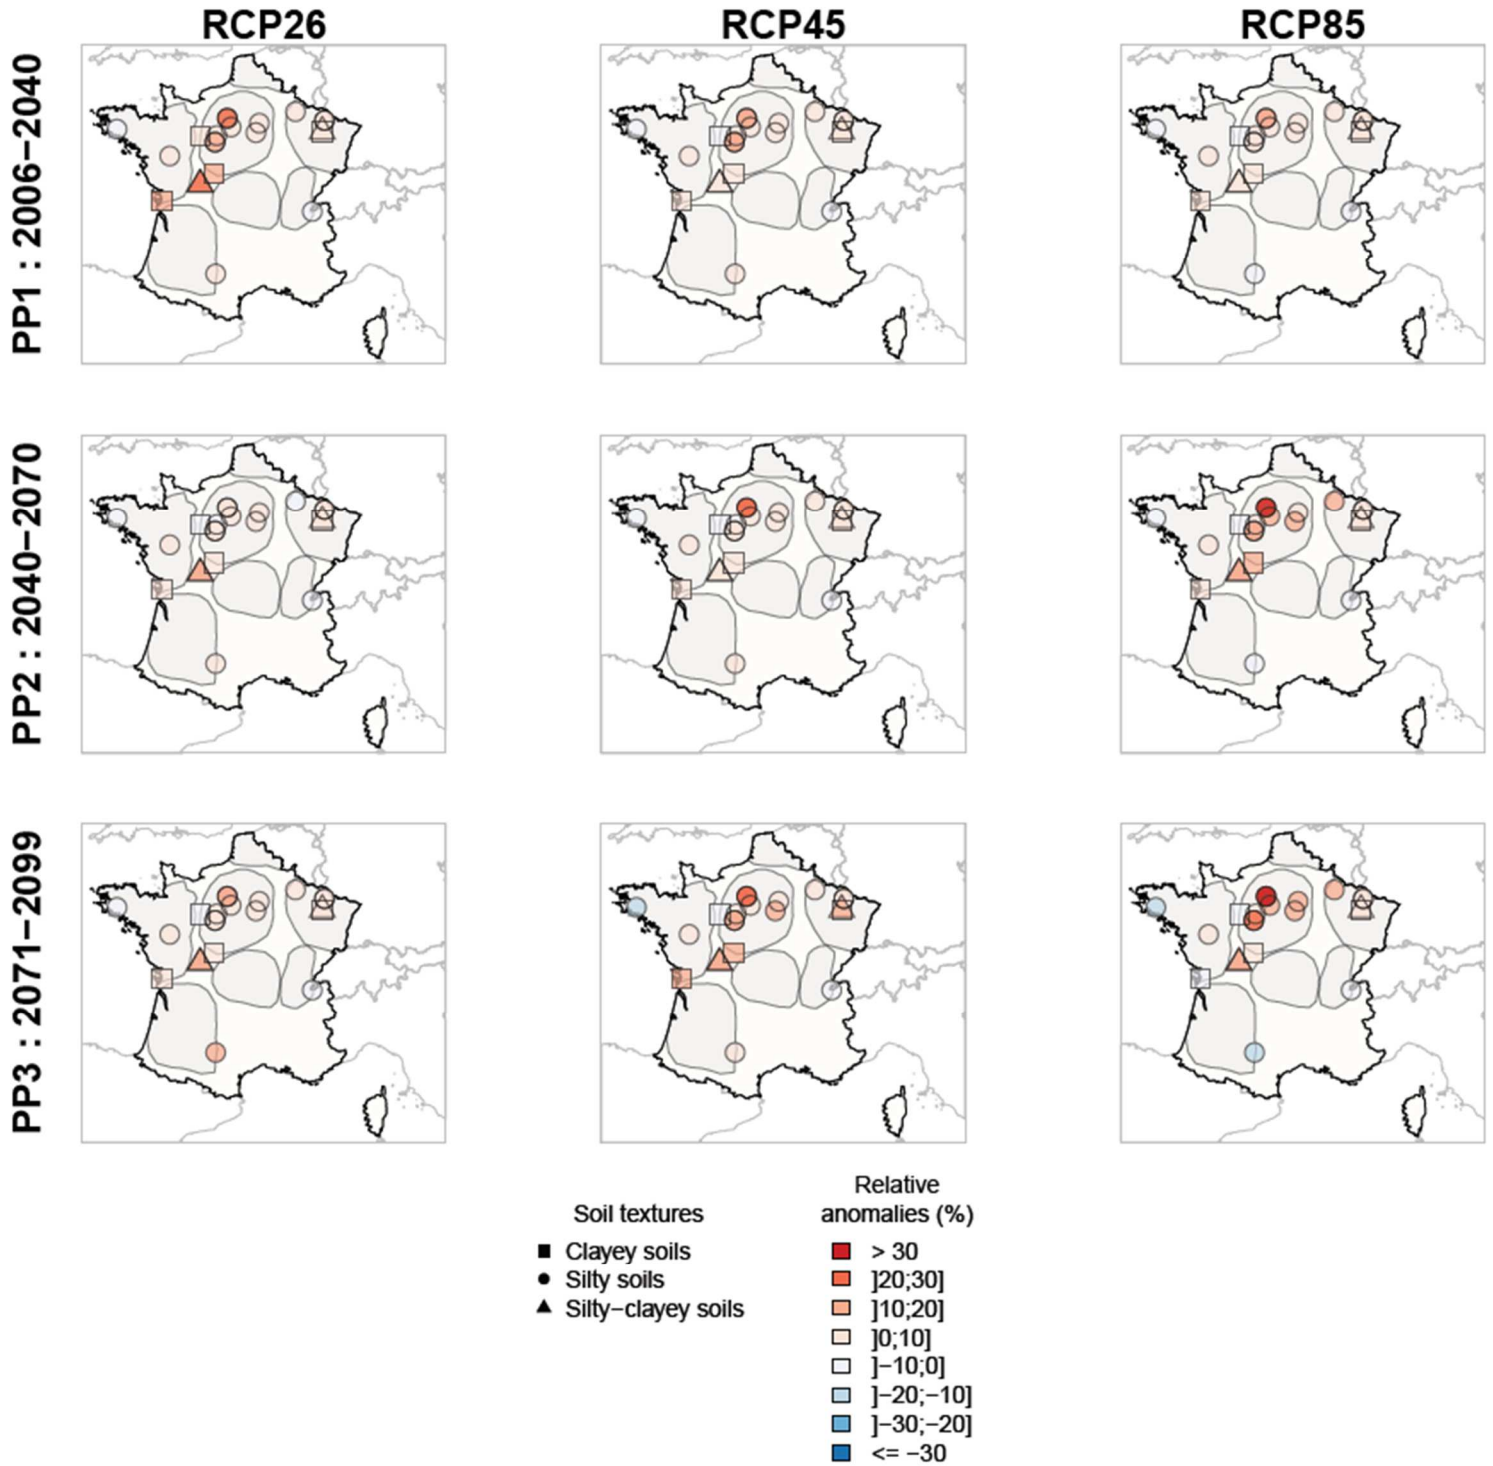 RCP26 RCP45 RCP85
PP1 : 2006−2040
PP2 : 2040−2070
PP3 : 2071−2099
Soil textures
Clayey soils
Silty soils
Silty−clayey soils
Relative
anomalies (%)
> 30
]20;30]
]10;20]
]0;10]
]−10;0]
]−20;−10]
]−30;−20]
<= −30